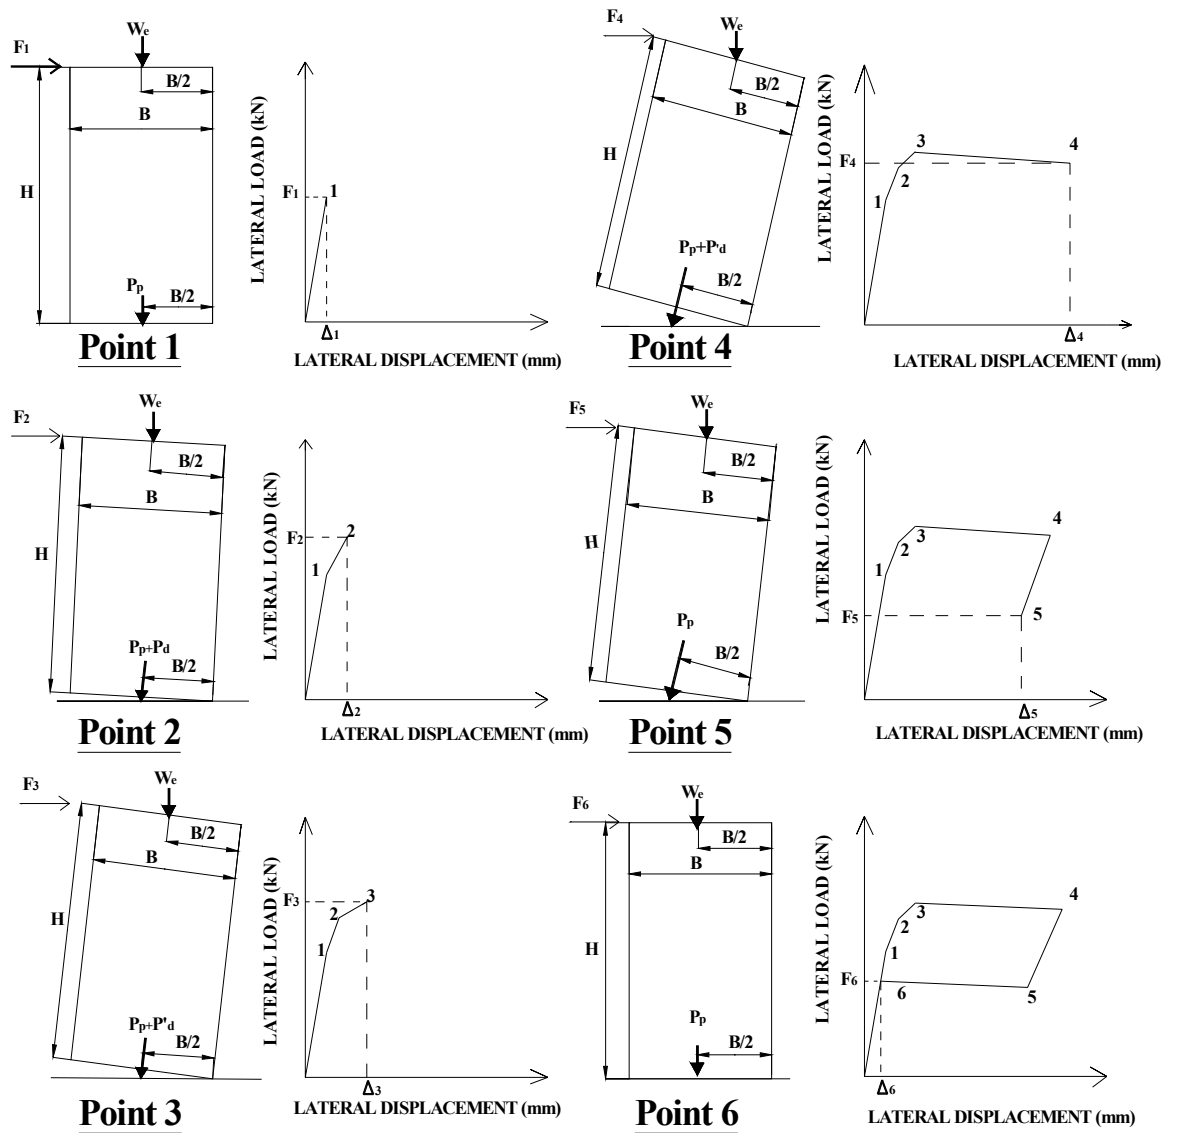 We
F1
B/2
B
H
Pp
B/2
Point 1
LATERAL LOAD (kN)
F1
1
Δ1
LATERAL DISPLACEMENT (mm)
F4
We
B/2
B
H
Pp+P'd
B/2
Point 4
LATERAL LOAD (kN)
F4
1
2
3
4
Δ4
LATERAL DISPLACEMENT (mm)
F2
We
B/2
B
H
Pp+Pd
B/2
Point 2
LATERAL LOAD (kN)
F2
1
2
Δ2
LATERAL DISPLACEMENT (mm)
F5
We
B/2
B
H
Pp
B/2
Point 5
LATERAL LOAD (kN)
F5
1
2
3
4
5
Δ5
LATERAL DISPLACEMENT (mm)
F3
We
B/2
B
H
Pp+P'd
B/2
Point 3
LATERAL LOAD (kN)
F3
1
2
3
Δ3
LATERAL DISPLACEMENT (mm)
F6
We
B/2
B
H
Pp
B/2
Point 6
LATERAL LOAD (kN)
F6
1
2
3
4
5
6
Δ6
LATERAL DISPLACEMENT (mm)